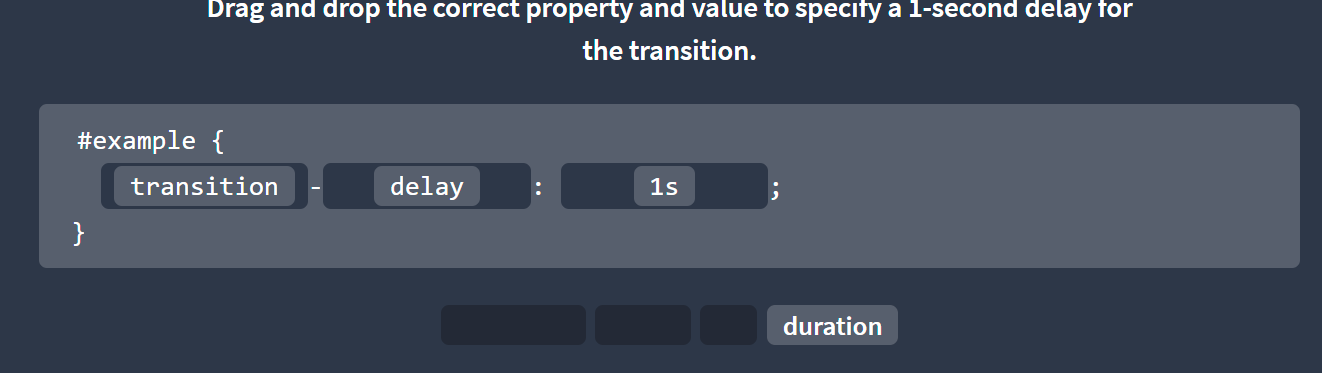 Drag and drop the correct property and value to specify a 1-second delay for
the transition.
#example {
transition - delay : 1s ;
}
duration